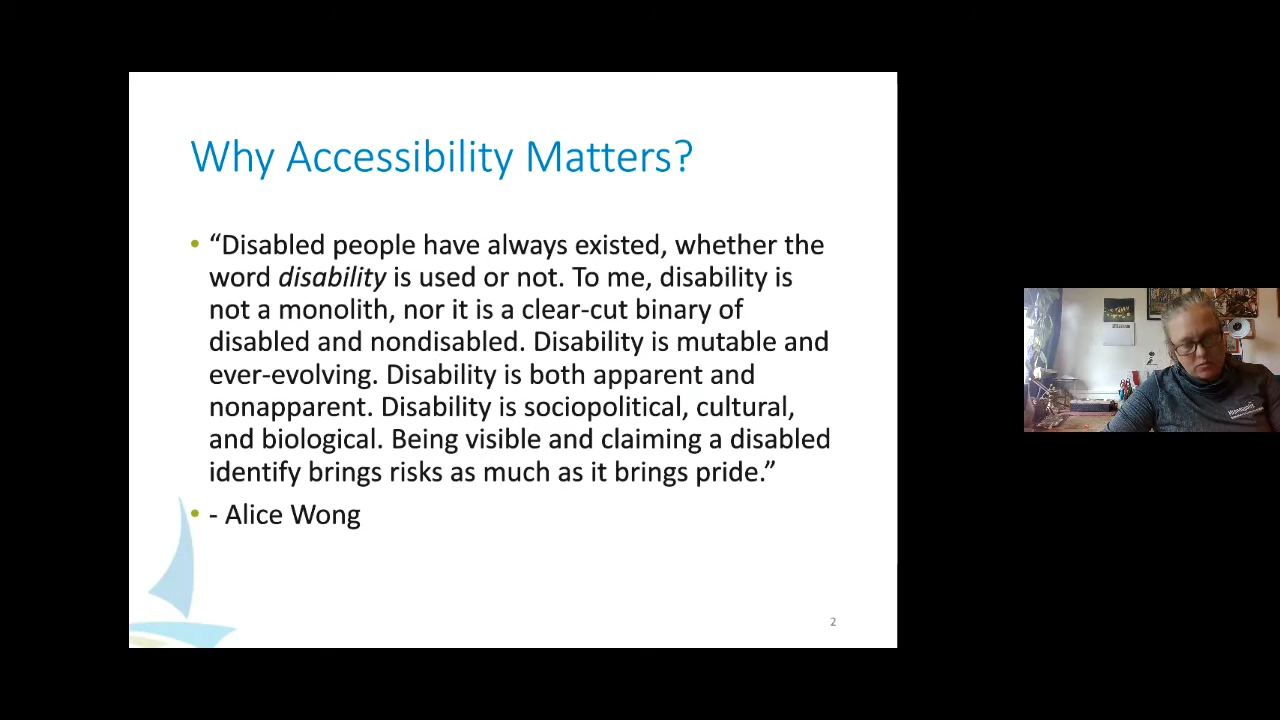 Why Accessibility Matters?
• “Disabled people have always existed, whether the
word disability is used or not. To me, disability is
not a monolith, nor it is a clear-cut binary of
disabled and nondisabled. Disability is mutable and
ever-evolving. Disability is both apparent and
nonapparent. Disability is sociopolitical, cultural,
and biological. Being visible and claiming a disabled
identify brings risks as much as it brings pride.”
• - Alice Wong
2